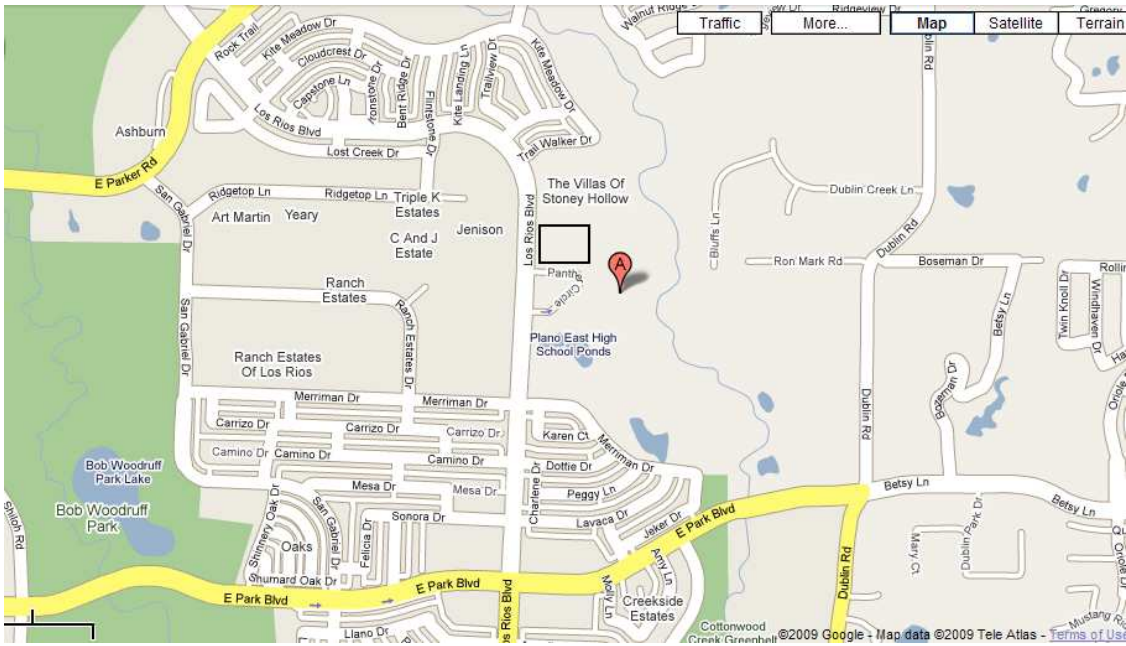 Traffic
More...
Map
Satellite
Terrain
Ridgeview Dr
Dublin Rd
Rock Trail
Kite Meadow Dr
Cloudcrest Dr
Capstone Ln
Bent Ridge Dr
Flintstone Dr
Kite Landing Ln
Trailview Dr
Kite Meadow Dr
Los Rios Blvd
Lost Creek Dr
Trail Walker Dr
Ashburn
E Parker Rd
San Gabriel Dr
Ridgetop Ln
Ridgetop Ln
Triple K
Estates
Art Martin
Yeary
C And J
Estate
Jenison
Los Rios Blvd
The Villas Of
Stoney Hollow
A
Circle
Plano East High
School Ponds
Bluffs Ln
Dublin Creek Ln
Dublin Rd
Ron Mark Rd
Boseman Dr
Betsy Ln
Twin Knoll Dr
Windhaven Dr
Bozeman Dr
Dublin Rd
Ranch
Estates
San Gabriel Dr
Ranch Estates Dr
Ranch Estates
Of Los Rios
Merriman Dr
Merriman Dr
Carrizo Dr
Carrizo Dr
Carrizo Dr
Camino Dr
Camino Dr
Camino Dr
Mesa Dr
Mesa Dr
Sonora Dr
Karen Ct
Merriman Dr
Dottie Dr
Peggy Ln
Charlene Dr
Lavaca Dr
Jeker Dr
Bob Woodruff
Park Lake
Bob Woodruff
Park
Shiloh Rd
Shinnery Oak Dr
San Gabriel Dr
Felicia Dr
Oaks
Shumard Oak Dr
E Park Blvd
E Park Blvd
E Park Blvd
Llano Dr
Molly Ln
Amy Ln
Creekside
Estates
Cottonwood
Creek Greenbelt
Betsy Ln
Betsy Ln
Mary Ct
Dublin Park Dr
Dublin Rd
©2009 Google - Map data ©2009 Tele Atlas - Terms of Use